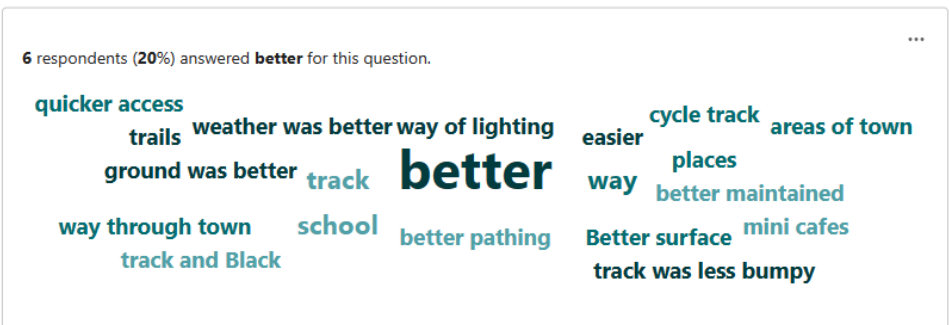 ...
6 respondents (20%) answered better for this question.
quicker access
trails
weather was better
way of lighting
easier
cycle track
areas of town
ground was better
track
better
way
places
better maintained
way through town
school
better pathing
Better surface
mini cafes
track and Black
track was less bumpy